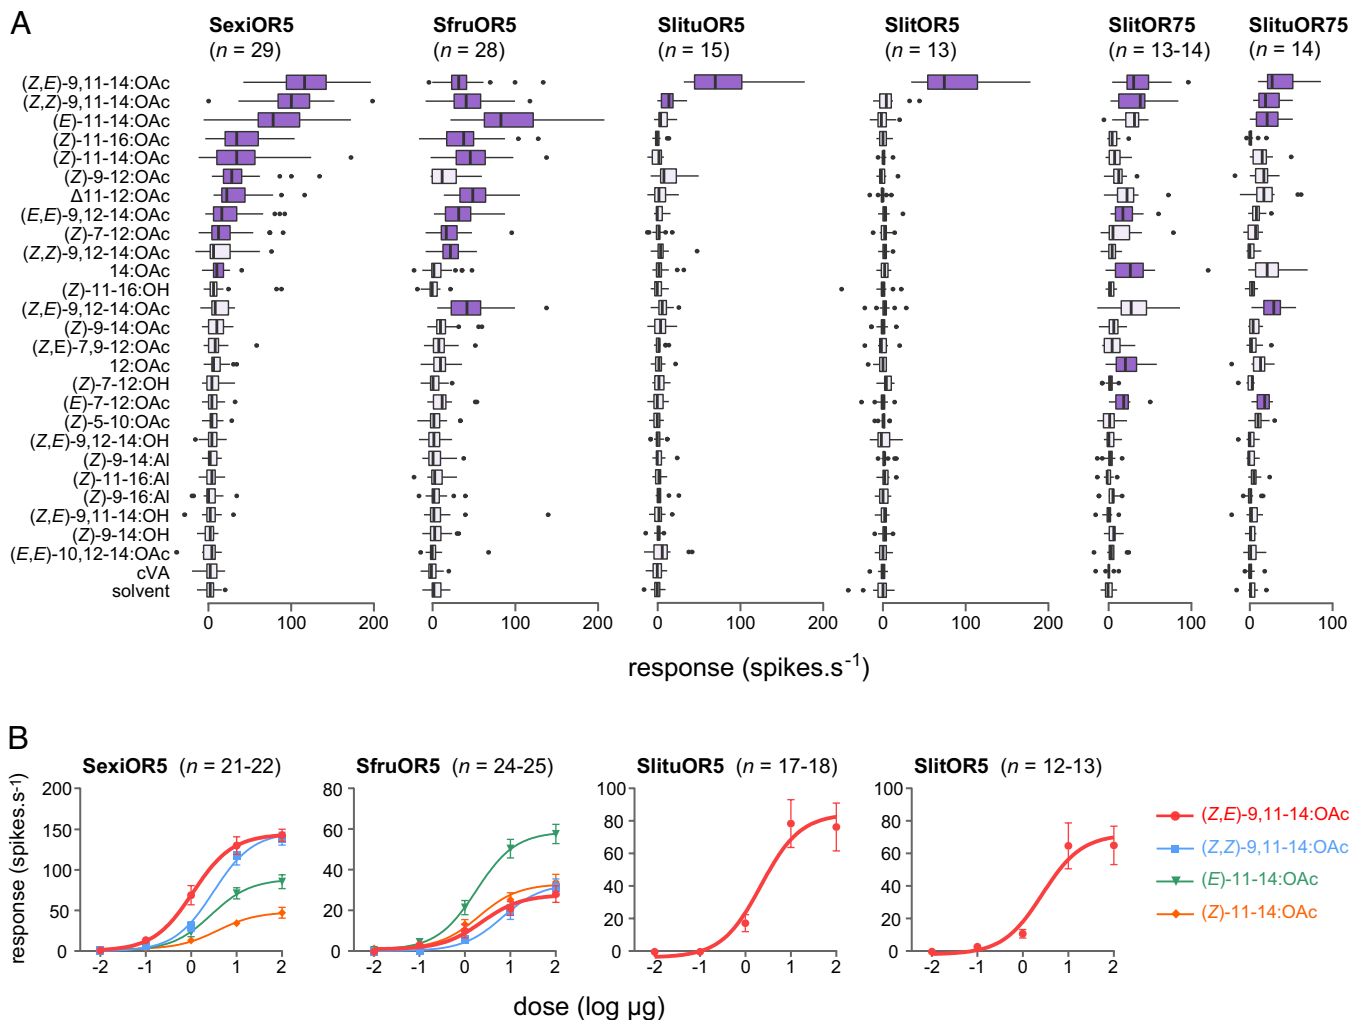 A
SexiOR5 SfruOR5 SlituOR5 SlitOR5 SlitOR75 SlituOR75
(n = 29) (n = 28) (n = 15) (n = 13) (n = 13-14) (n = 14)
(Z,E)-9,11-14:OAc
(Z,Z)-9,11-14:OAc
(E)-11-14:OAc
(Z)-11-16:OAc
(Z)-11-14:OAc
(Z)-9-12:OAc
Δ11-12:OAc
(E,E)-9,12-14:OAc
(Z)-7-12:OAc
(Z,Z)-9,12-14:OAc
14:OAc
(Z)-11-16:OH
(Z,E)-9,12-14:OAc
(Z)-9-14:OAc
(Z,E)-7,9-12:OAc
12:OAc
(Z)-7-12:OH
(E)-7-12:OAc
(Z)-5-10:OAc
(Z,E)-9,12-14:OH
(Z)-9-14:Al
(Z)-11-16:Al
(Z)-9-16:Al
(Z,E)-9,11-14:OH
(Z)-9-14:OH
(E,E)-10,12-14:OAc
cVA
solvent
0 100 200 0 100 200 0 100 200 0 100 200 0 100 0 100
response (spikes.s-1)
B
SexiOR5 (n = 21-22) SfruOR5 (n = 24-25) SlituOR5 (n = 17-18) SlitOR5 (n = 12-13)
response (spikes.s-1)
200 80 100 100
150 60 80 80
100 40 60 60
50 20 40 40
0 0 20 20
0 0
-2 -1 0 1 2 -2 -1 0 1 2 -2 -1 0 1 2 -2 -1 0 1 2
dose (log µg)
(Z,E)-9,11-14:OAc
(Z,Z)-9,11-14:OAc
(E)-11-14:OAc
(Z)-11-14:OAc